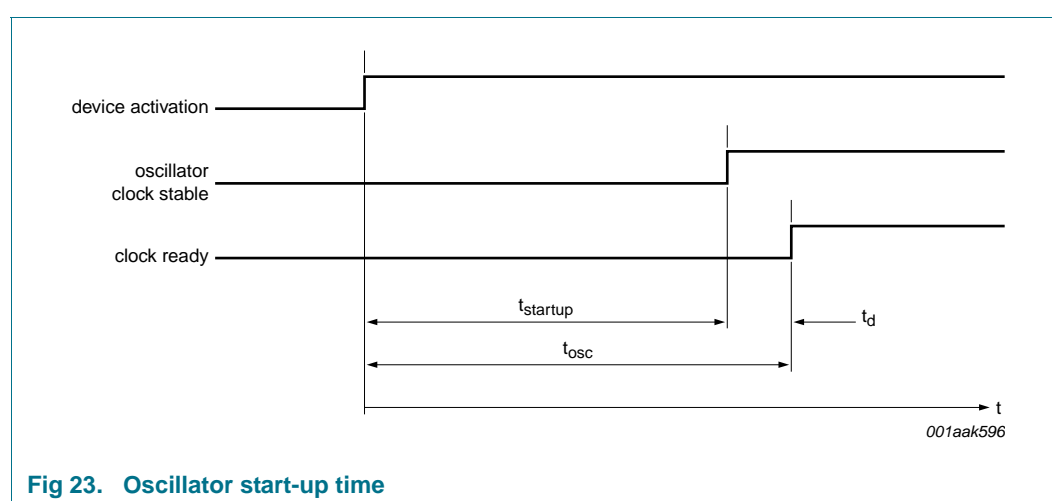 device activation
oscillator
clock stable
clock ready
tstartup
td
tosc
t
001aak596
Fig 23. Oscillator start-up time